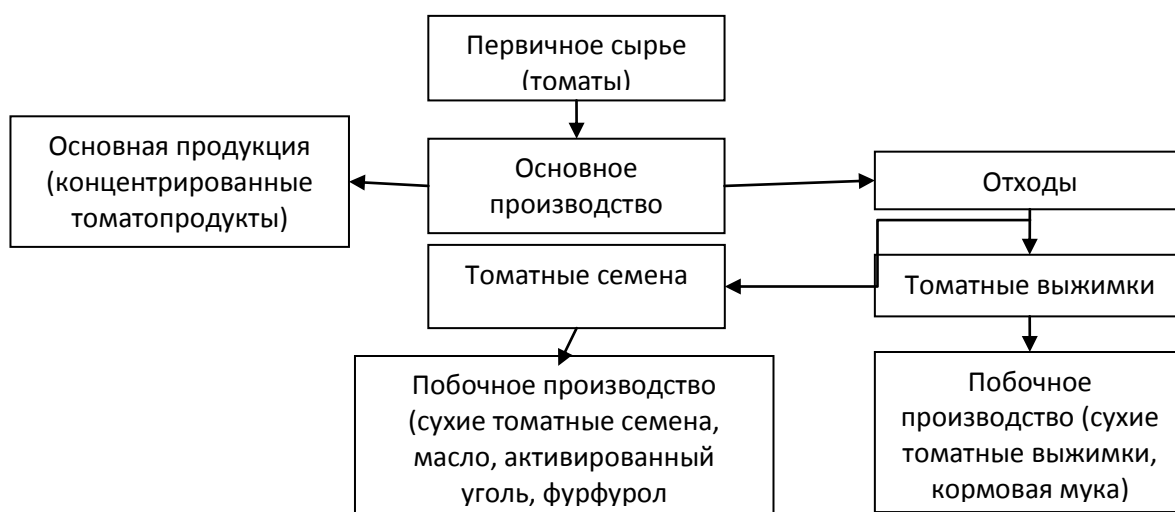 Первичное сырье
(томаты)
Основная продукция
(концентрированные
томатопродукты)
Основное
производство
Отходы
Томатные семена
Томатные выжимки
Побочное производство
(сухие томатные семена,
масло, активированный
уголь, фурфурол
Побочное
производство (сухие
томатные выжимки,
кормовая мука)